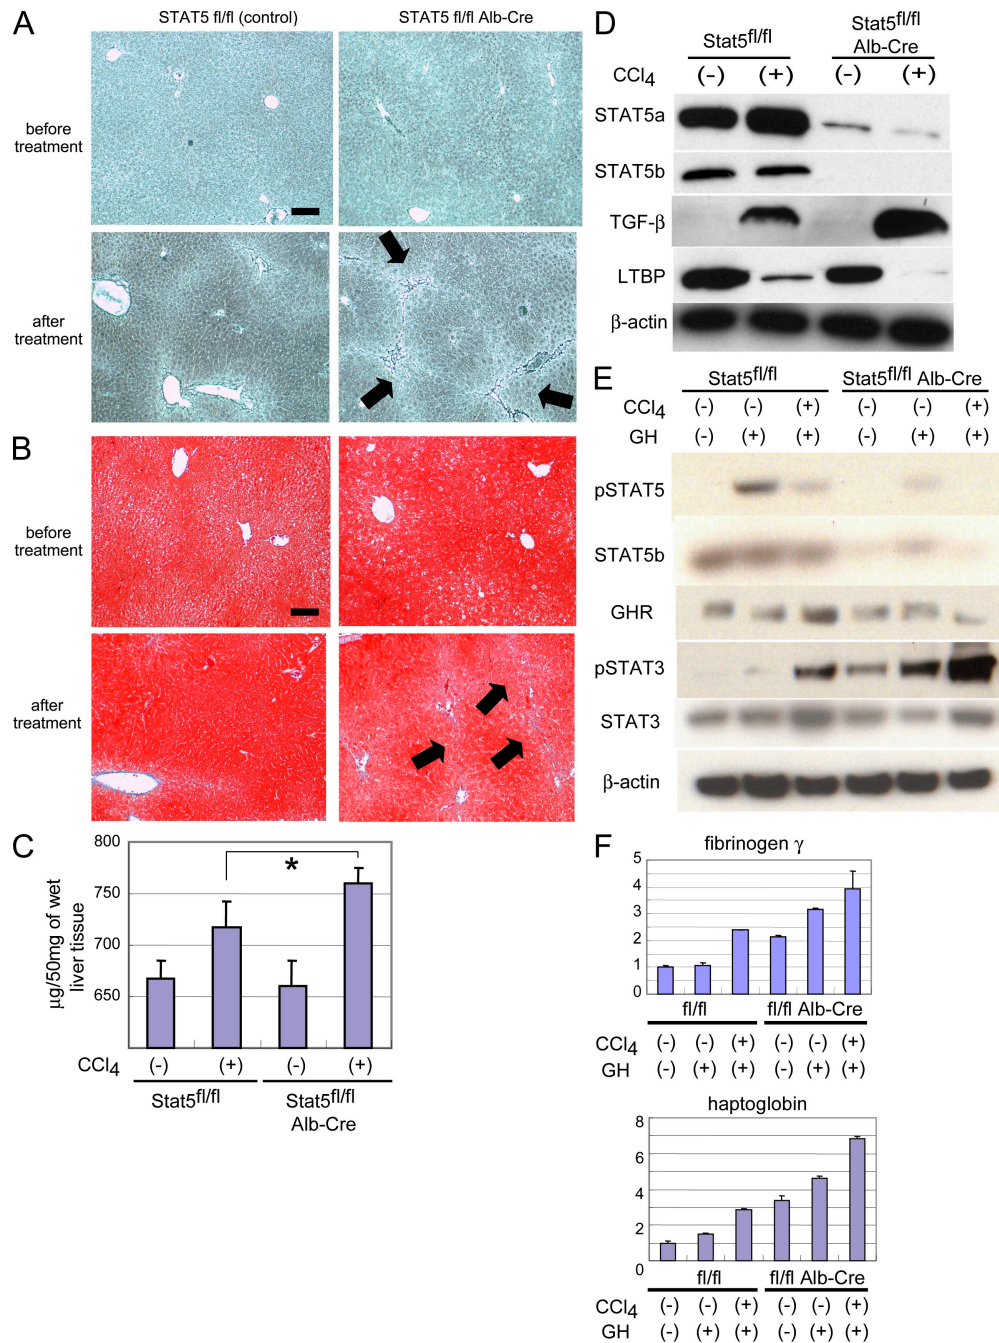 A
STAT5 fl/fl (control)
STAT5 fl/fl Alb-Cre
before
treatment
after
treatment
B
before
treatment
after
treatment
C
800
750
700
650
µg/50mg of wet
liver tissue
*
CCl4
(-)
(+)
(-)
(+)
Stat5fl/fl
Stat5fl/fl
Alb-Cre
D
Stat5fl/fl
Stat5fl/fl
Alb-Cre
CCl4
(-)
(+)
(-)
(+)
STAT5a
STAT5b
TGF-β
LTBP
β-actin
E
Stat5fl/fl
Stat5fl/fl Alb-Cre
CCl4
(-)
(-)
(+)
(-)
(-)
(+)
GH
(-)
(+)
(+)
(-)
(+)
(+)
pSTAT5
STAT5b
GHR
pSTAT3
STAT3
β-actin
F
fibrinogen γ
5
4
3
2
1
0
fl/fl
fl/fl Alb-Cre
CCl4
(-)
(-)
(+)
(-)
(-)
(+)
GH
(-)
(+)
(+)
(-)
(+)
(+)
haptoglobin
8
6
4
2
0
fl/fl
fl/fl Alb-Cre
CCl4
(-)
(-)
(+)
(-)
(-)
(+)
GH
(-)
(+)
(+)
(-)
(+)
(+)